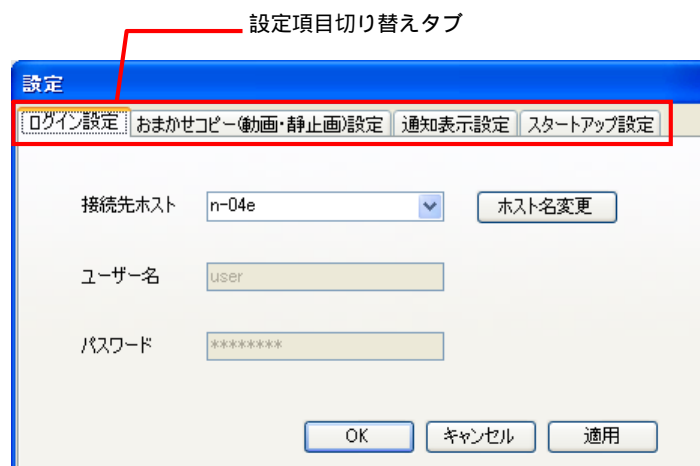 設定項目切り替えタブ
設定
ログイン設定 おまかせコピー(動画・静止画)設定 通知表示設定 スタートアップ設定
接続先ホスト n-04e ホスト名変更
ユーザー名 user
パスワード ********
OK キャンセル 適用